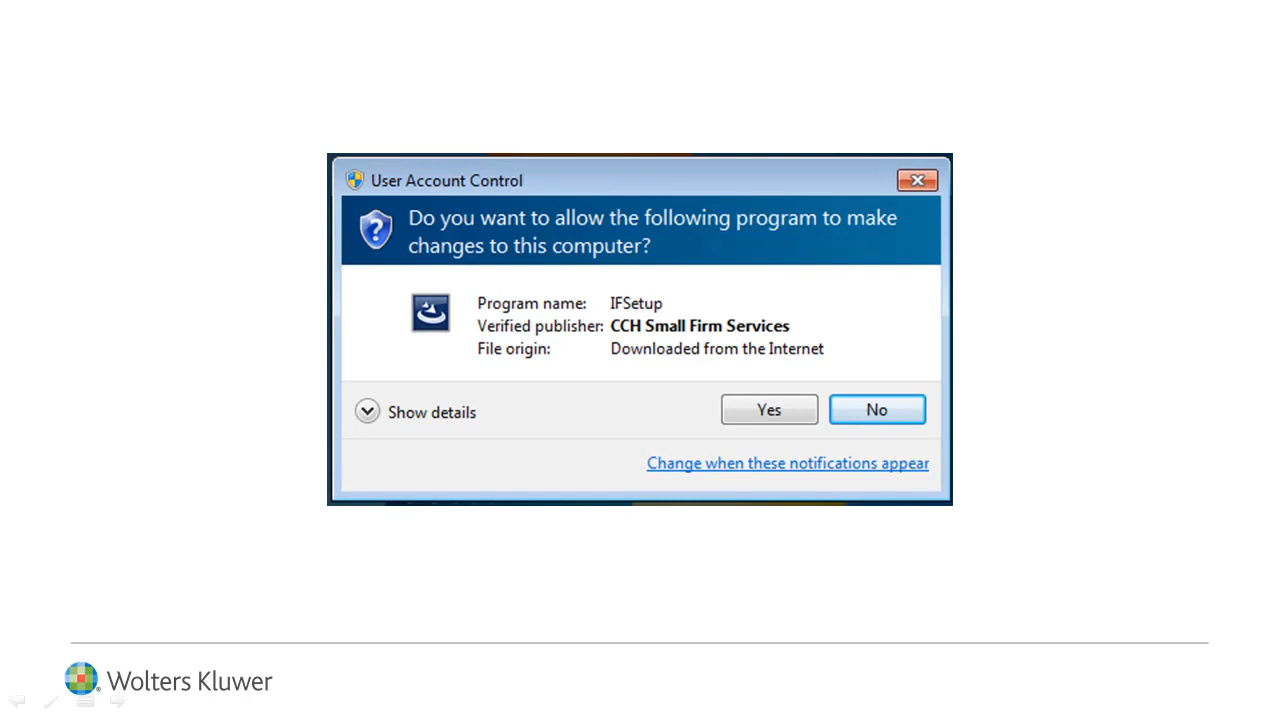 User Account Control
Do you want to allow the following program to make
changes to this computer?
Program name: IFSetup
Verified publisher: CCH Small Firm Services
File origin: Downloaded from the Internet
Show details
Yes
No
Change when these notifications appear
Wolters Kluwer